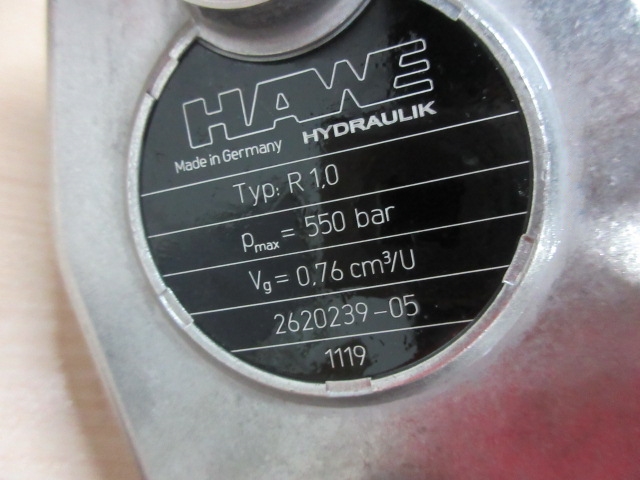 HAWE
HYDRAULIK
Made in Germany
Typ: R 1,0
pmax = 550 bar
Vg = 0,76 cm³/U
2620239-05
1119